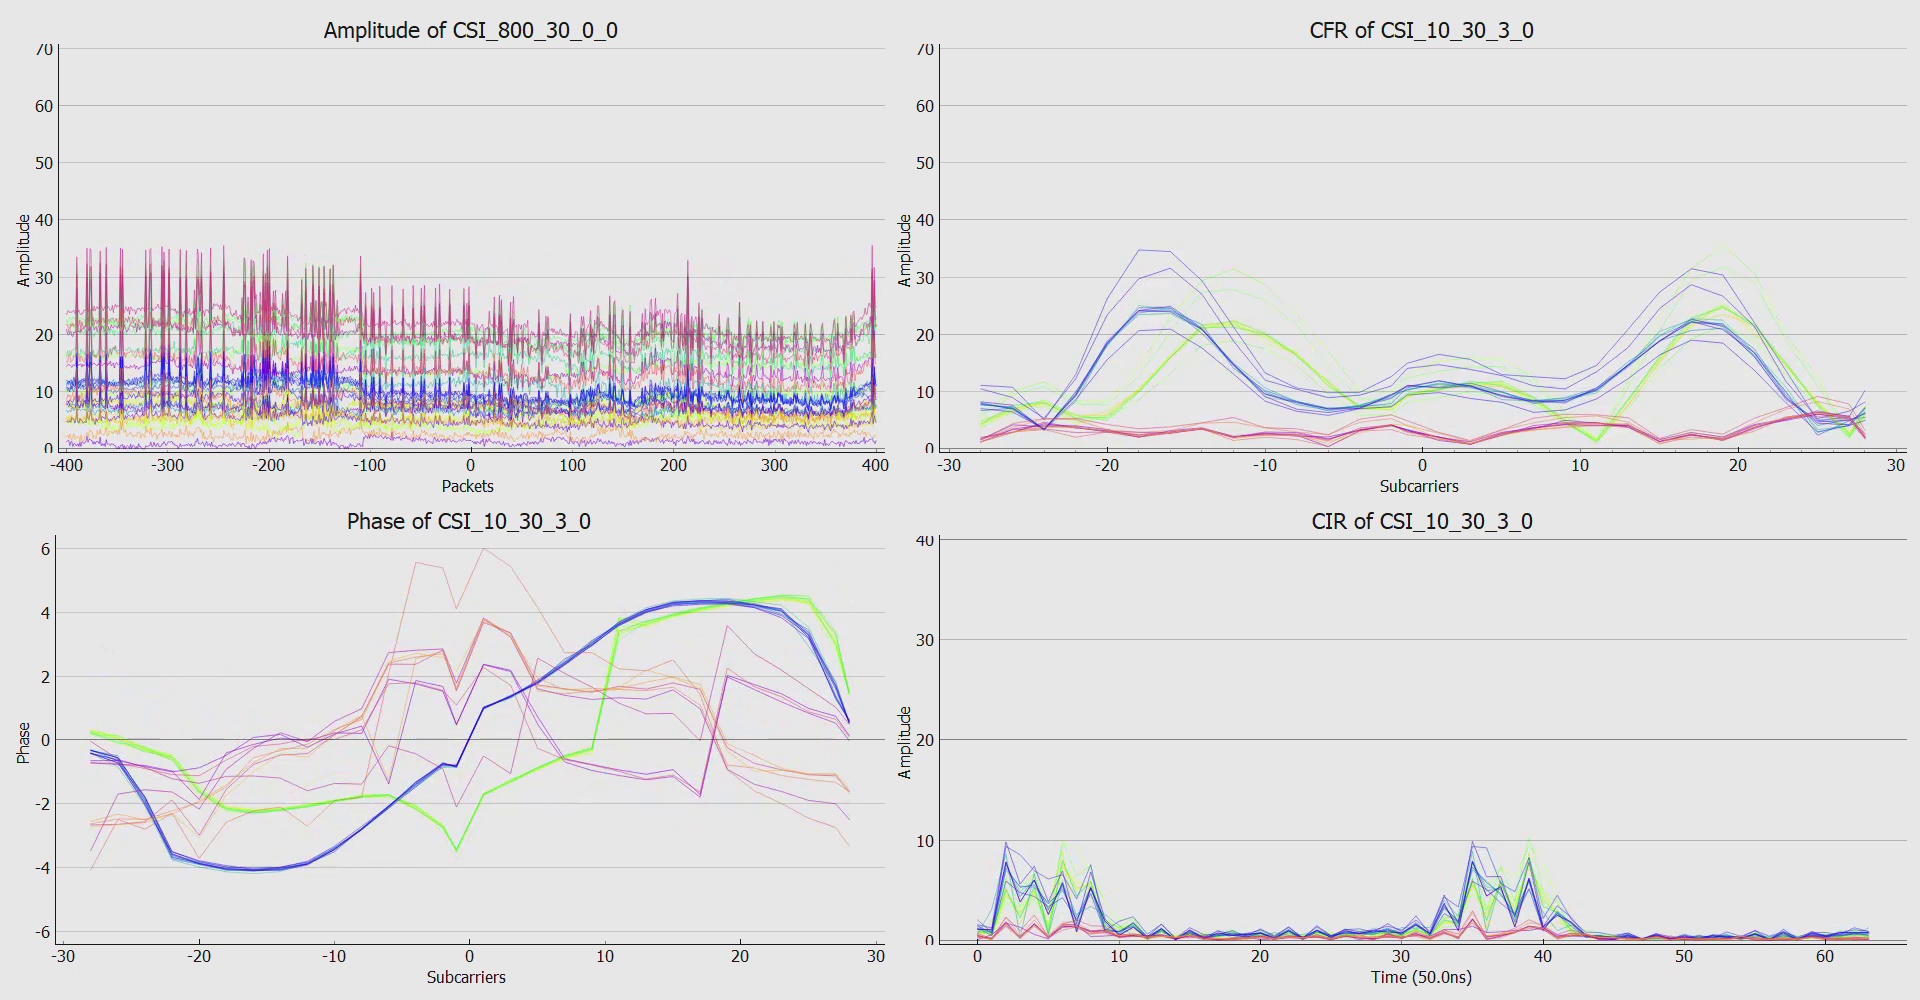 Amplitude of CSI_800_30_0_0
70
60
50
40
30
20
10
0
Amplitude
-400 -300 -200 -100 0 100 200 300 400
Packets
CFR of CSI_10_30_3_0
70
60
50
40
30
20
10
0
Amplitude
-30 -20 -10 0 10 20 30
Subcarriers
Phase of CSI_10_30_3_0
6
4
2
0
-2
-4
-6
Phase
-30 -20 -10 0 10 20 30
Subcarriers
CIR of CSI_10_30_3_0
40
30
20
10
0
Amplitude
0 10 20 30 40 50 60
Time (50.0ns)